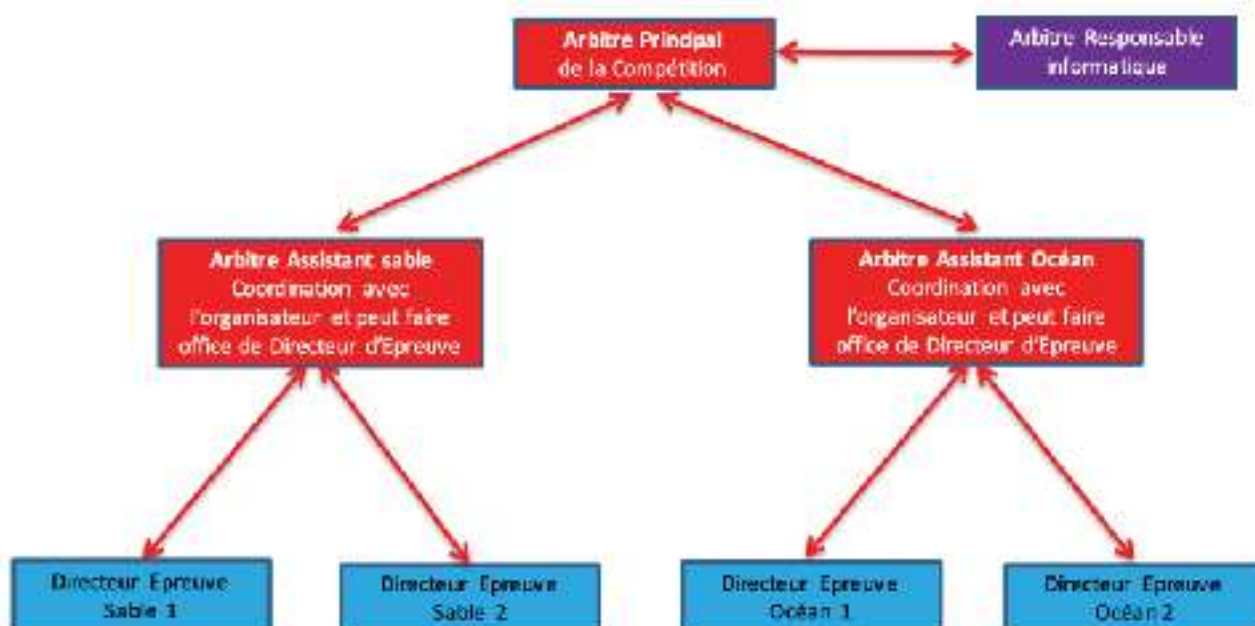 Arbitre Principal
de la Compétition
Arbitre Responsable
informatique
Arbitre Assistant sable
Coordination avec
l'organisateur et peut faire
office de Directeur d'Epreuve
Arbitre Assistant Océan
Coordination avec
l'organisateur et peut faire
office de Directeur d'Epreuve
Directeur Epreuve
Sable 1
Directeur Epreuve
Sable 2
Directeur Epreuve
Océan 1
Directeur Epreuve
Océan 2